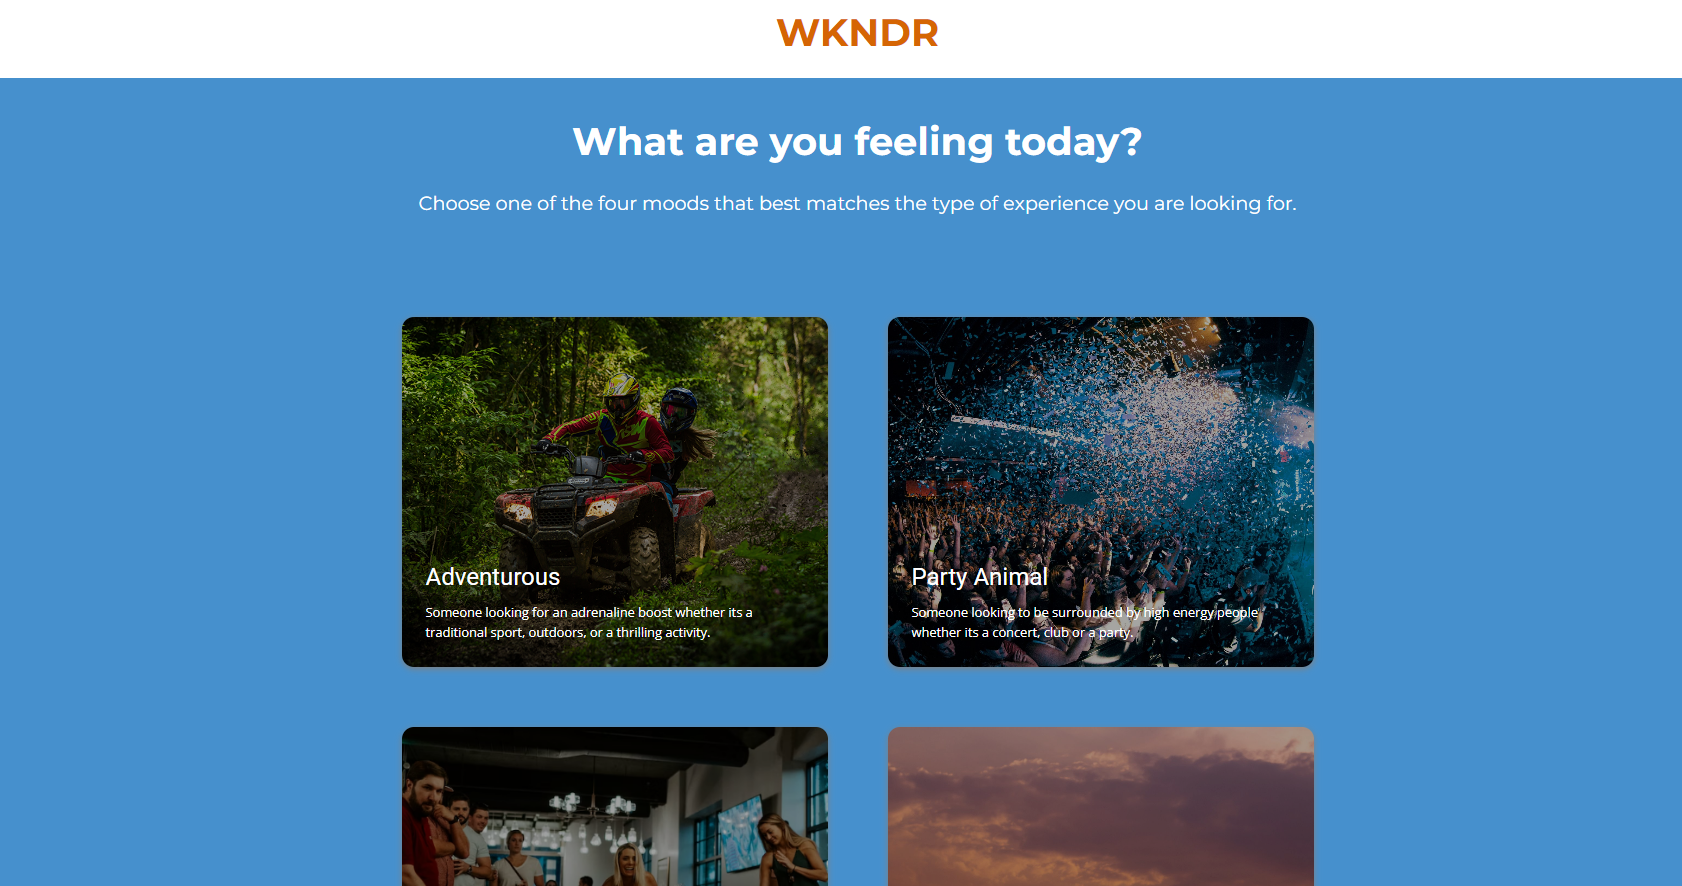 WKNDR
What are you feeling today?
Choose one of the four moods that best matches the type of experience you are looking for.
Adventurous
Someone looking for an adrenaline boost whether its a
traditional sport, outdoors, or a thrilling activity.
Party Animal
Someone looking to be surrounded by high energy people
whether its a concert, club or a party.